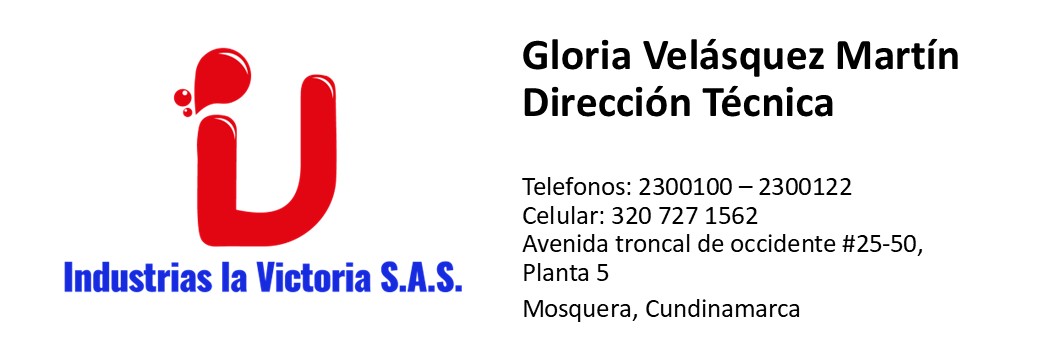 Industrias la Victoria S.A.S.
Gloria Velásquez Martín
Dirección Técnica
Telefonos: 2300100 – 2300122
Celular: 320 727 1562
Avenida troncal de occidente #25-50,
Planta 5
Mosquera, Cundinamarca